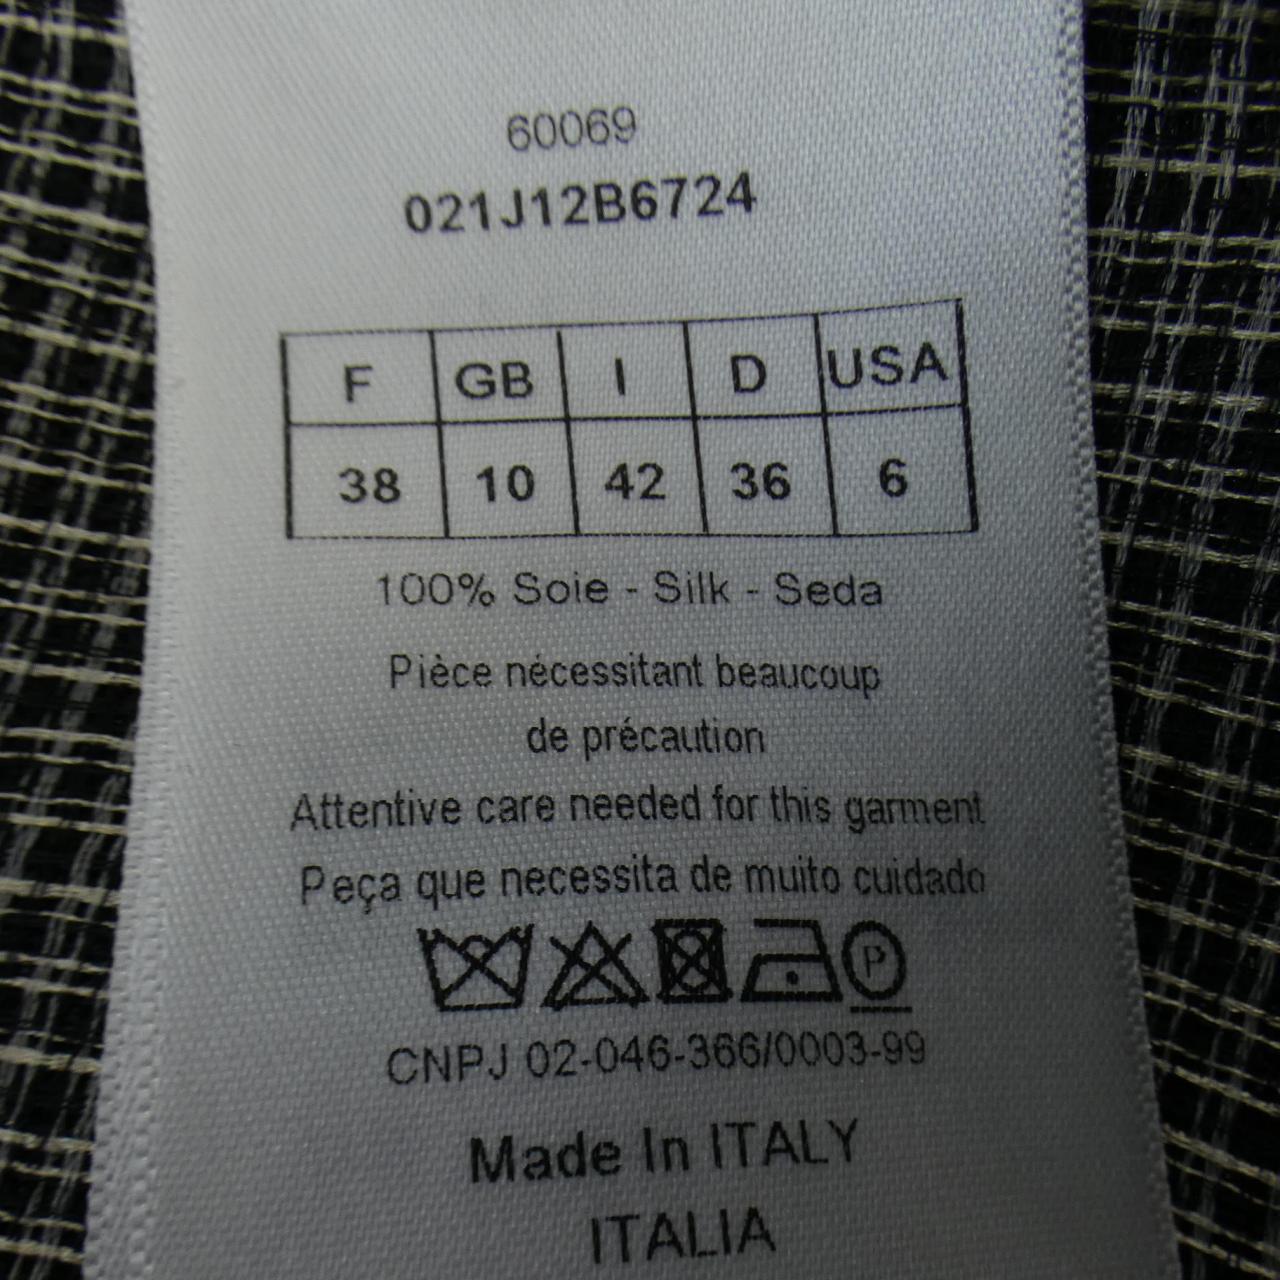 60069
021J12B6724
F GB I D USA
38 10 42 36 6
100% Soie - Silk - Seda
Pièce nécessitant beaucoup
de précaution
Attentive care needed for this garment
Peça que necessita de muito cuidado
P
CNPJ 02-046-366/0003-99
Made In ITALY
ITALIA